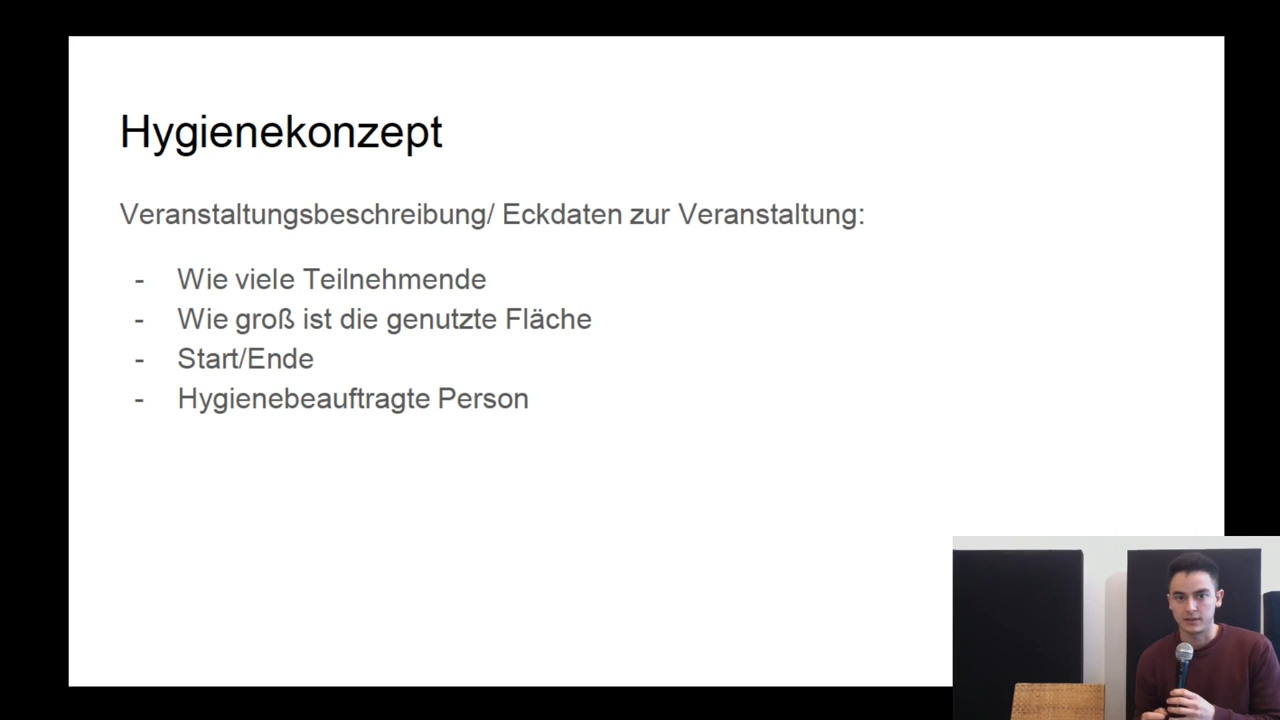 Hygienekonzept
Veranstaltungsbeschreibung/ Eckdaten zur Veranstaltung:
- Wie viele Teilnehmende
- Wie groß ist die genutzte Fläche
- Start/Ende
- Hygienebeauftragte Person